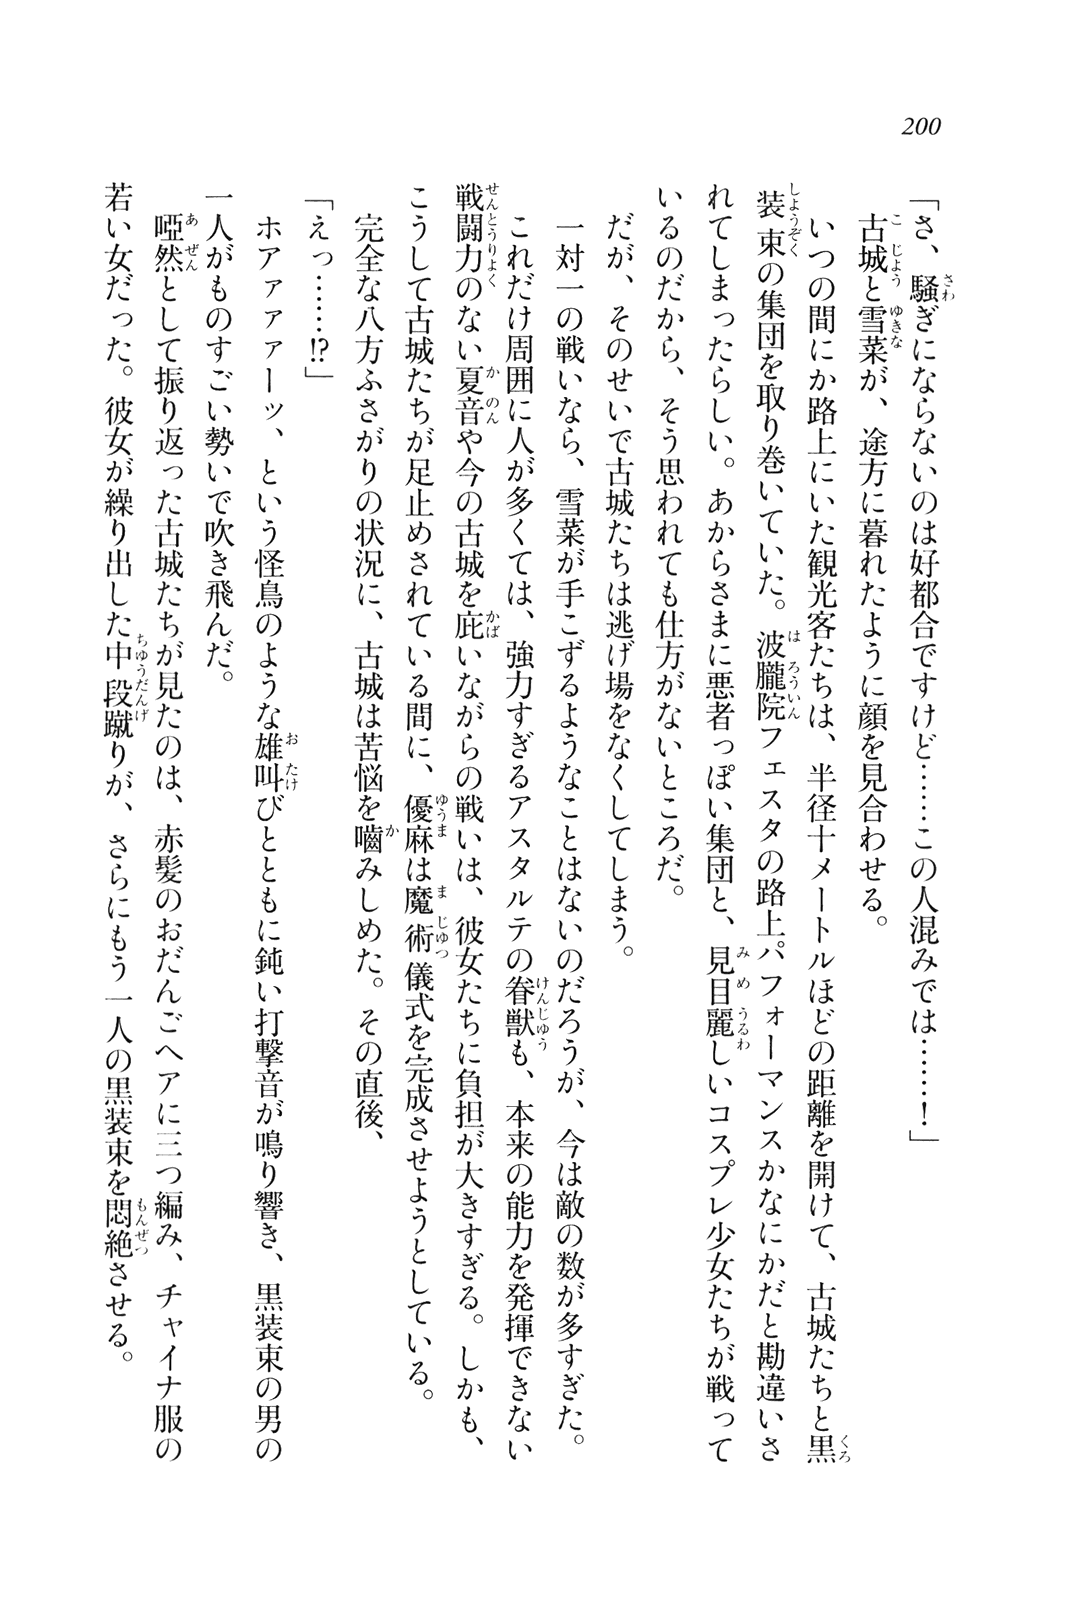 200
「さ、騒ぎにならないのは好都合ですけど……この人混みでは……！」
古城と雪菜が、途方に暮れたように顔を見合わせる。
いつの間にか路上にいた観光客たちは、半径十メートルほどの距離を開けて、古城たちと黒
装束の集団を取り巻いていた。波朧院フェスタの路上パフォーマンスかなにかだと勘違いさ
れてしまったらしい。あからさまに悪者っぽい集団と、見目麗しいコスプレ少女たちが戦って
いるのだから、そう思われても仕方がないところだ。
だが、そのせいで古城たちは逃げ場をなくしてしまう。
一対一の戦いなら、雪菜が手こずるようなことはないのだろうが、今は敵の数が多すぎた。
これだけ周囲に人が多くては、強力すぎるアスタルテの眷獣も、本来の能力を発揮できない
戦闘力のない夏音や今の古城を庇いながらの戦いは、彼女たちに負担が大きすぎる。しかも、
こうして古城たちが足止めされている間に、優麻は魔術儀式を完成させようとしている。
完全な八方ふさがりの状況に、古城は苦悩を嚙みしめた。その直後、
「えっ……⁉」
ホアァァァーッ、という怪鳥のような雄叫びとともに鈍い打撃音が鳴り響き、黒装束の男の
一人がものすごい勢いで吹き飛んだ。
啞然として振り返った古城たちが見たのは、赤髪のおだんごヘアに三つ編み、チャイナ服の
若い女だった。彼女が繰り出した中段蹴りが、さらにもう一人の黒装束を悶絶させる。